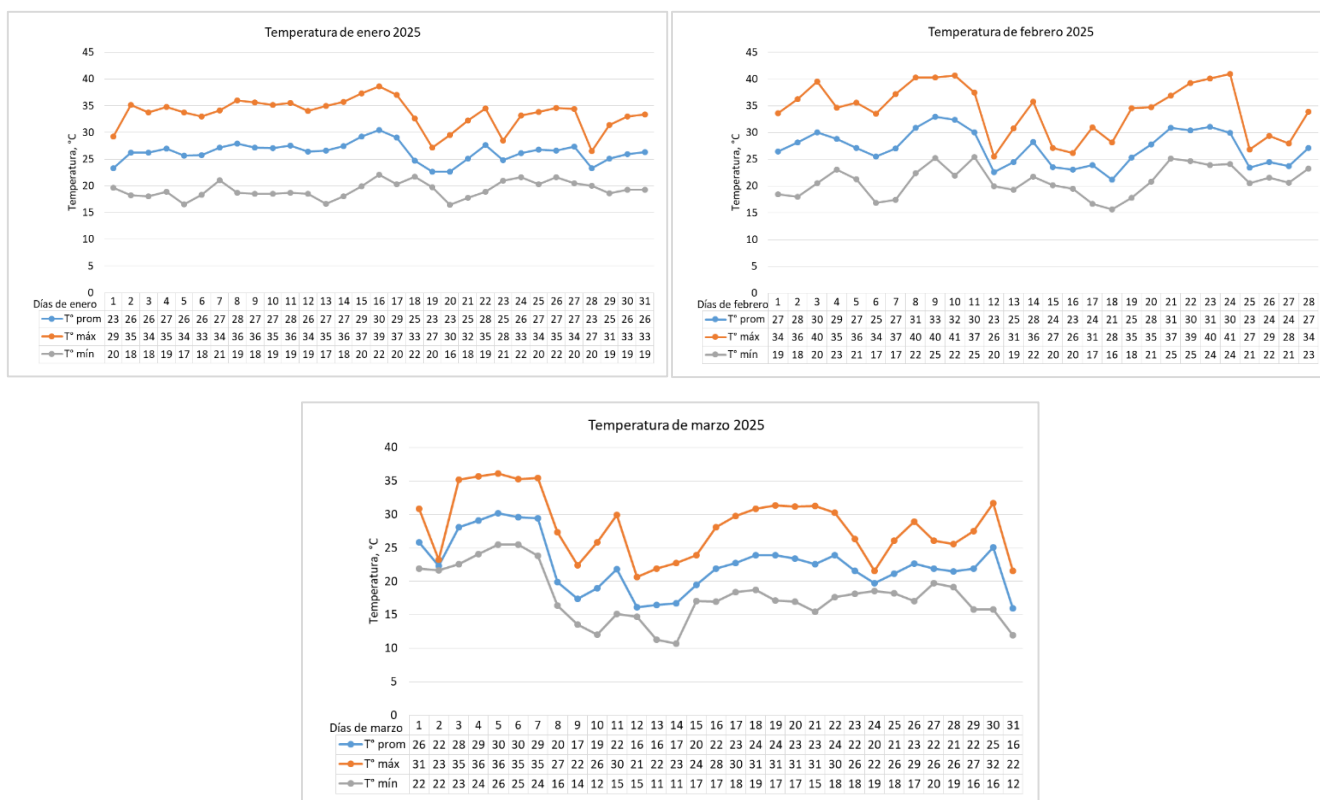 Temperatura de enero 2025
45
40
35
30
25
20
15
10
5
0
Temperatura, °C
Días de enero 1 2 3 4 5 6 7 8 9 10 11 12 13 14 15 16 17 18 19 20 21 22 23 24 25 26 27 28 29 30 31
T° prom 23 26 26 27 26 26 27 28 27 27 28 26 27 27 29 30 29 25 23 23 25 28 25 26 27 27 27 23 25 26 26
T° máx 29 35 34 35 34 33 34 36 36 35 36 34 35 36 37 39 37 33 27 30 32 35 28 33 34 35 34 27 31 33 33
T° mín 20 18 18 19 17 18 21 19 19 19 19 19 17 18 20 22 20 22 20 16 18 19 21 22 20 22 20 20 19 19 19
Temperatura de febrero 2025
45
40
35
30
25
20
15
10
5
0
Temperatura, °C
Días de febrero 1 2 3 4 5 6 7 8 9 10 11 12 13 14 15 16 17 18 19 20 21 22 23 24 25 26 27 28
T° prom 27 28 30 29 27 25 27 31 33 32 30 23 25 28 24 23 24 21 25 28 31 30 31 30 23 24 24 27
T° máx 34 36 40 35 36 34 37 40 40 41 37 26 31 36 27 26 31 28 35 35 37 39 40 41 27 29 28 34
T° mín 19 18 20 23 21 17 17 22 25 22 25 20 19 22 20 20 17 16 18 21 25 25 24 24 21 22 21 23
Temperatura de marzo 2025
40
35
30
25
20
15
10
5
0
Temperatura, °C
Días de marzo 1 2 3 4 5 6 7 8 9 10 11 12 13 14 15 16 17 18 19 20 21 22 23 24 25 26 27 28 29 30 31
T° prom 26 22 28 29 30 30 29 20 17 19 22 16 16 17 20 22 23 24 24 23 23 24 22 20 21 23 22 21 22 25 16
T° máx 31 23 35 36 36 35 35 27 22 26 30 21 22 23 24 28 30 31 31 31 31 30 26 22 26 29 26 26 27 32 22
T° mín 22 22 23 24 26 25 24 16 14 12 15 15 11 11 17 17 18 19 17 17 15 18 18 19 18 17 20 19 16 16 12